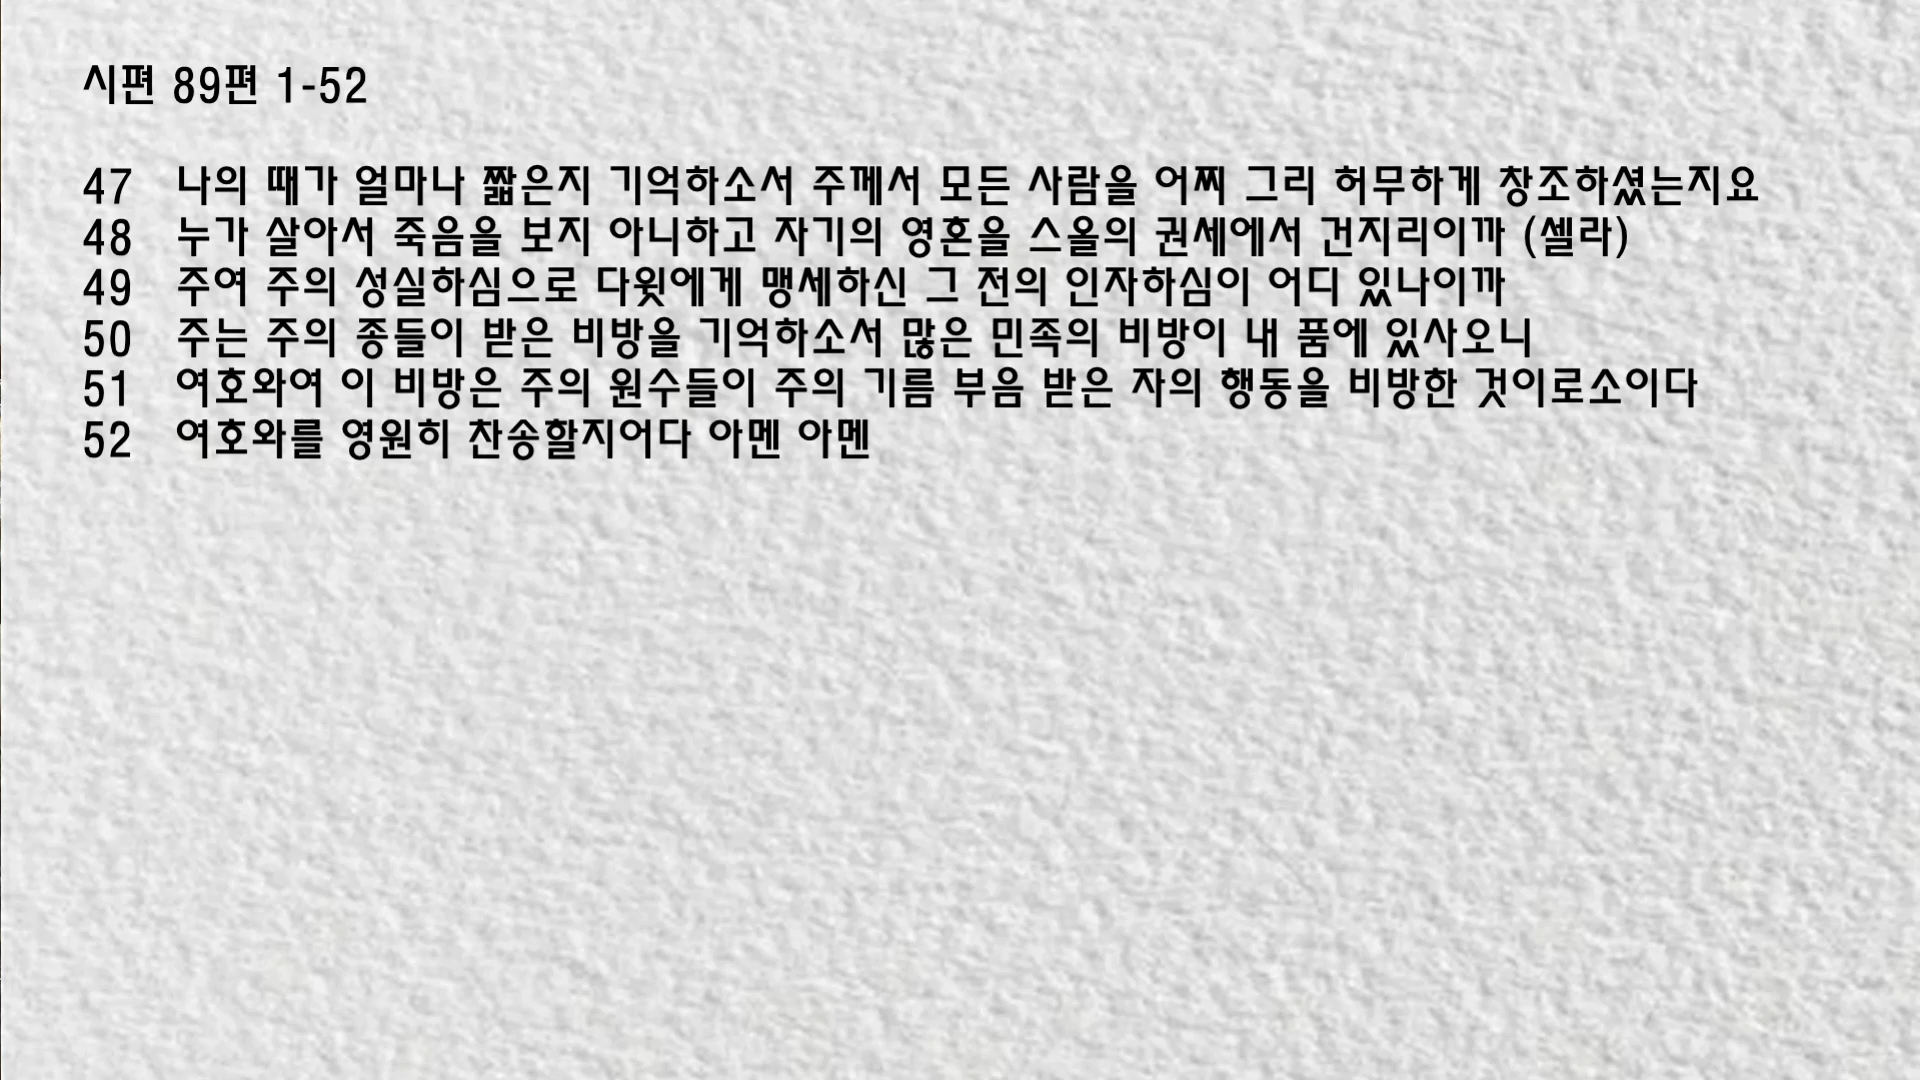 시편 89편 1-52
47 나의 때가 얼마나 짧은지 기억하소서 주께서 모든 사람을 어찌 그리 허무하게 창조하셨는지요
48 누가 살아서 죽음을 보지 아니하고 자기의 영혼을 스올의 권세에서 건지리이까 (셀라)
49 주여 주의 성실하심으로 다윗에게 맹세하신 그 전의 인자하심이 어디 있나이까
50 주는 주의 종들이 받은 비방을 기억하소서 많은 민족의 비방이 내 품에 있사오니
51 여호와여 이 비방은 주의 원수들이 주의 기름 부음 받은 자의 행동을 비방한 것이로소이다
52 여호와를 영원히 찬송할지어다 아멘 아멘